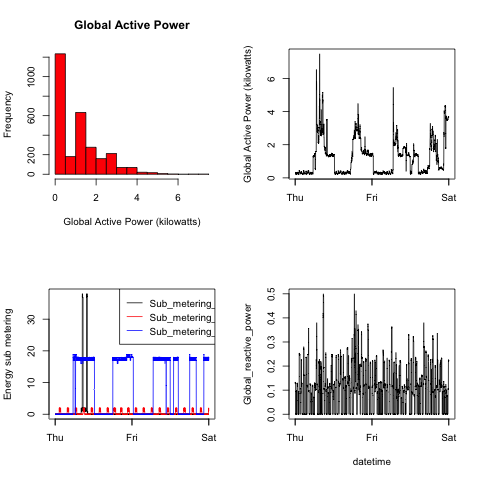 Global Active Power
Frequency
0 200 600 1000
0 2 4 6
Global Active Power (kilowatts)
Global Active Power (kilowatts)
0 2 4 6
Thu Fri Sat
Energy sub metering
0 10 20 30
Sub_metering_
Sub_metering_
Sub_metering_
Thu Fri Sat
Global_reactive_power
0.0 0.1 0.2 0.3 0.4 0.5
Thu Fri Sat
datetime